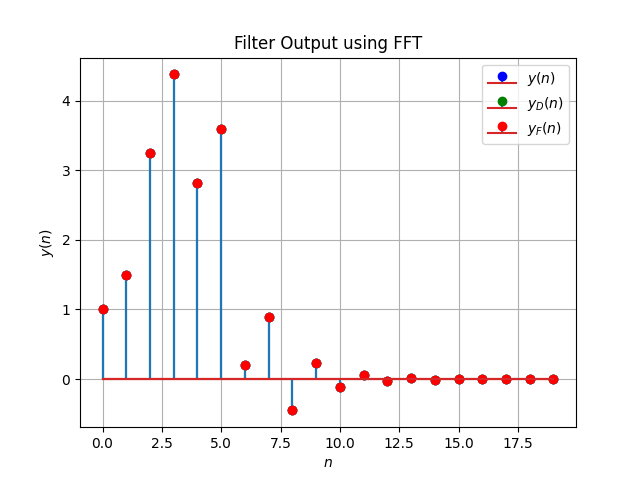 Filter Output using FFT
y(n)
y_D(n)
y_F(n)
4
3
2
1
0
y(n)
0.0 2.5 5.0 7.5 10.0 12.5 15.0 17.5
n